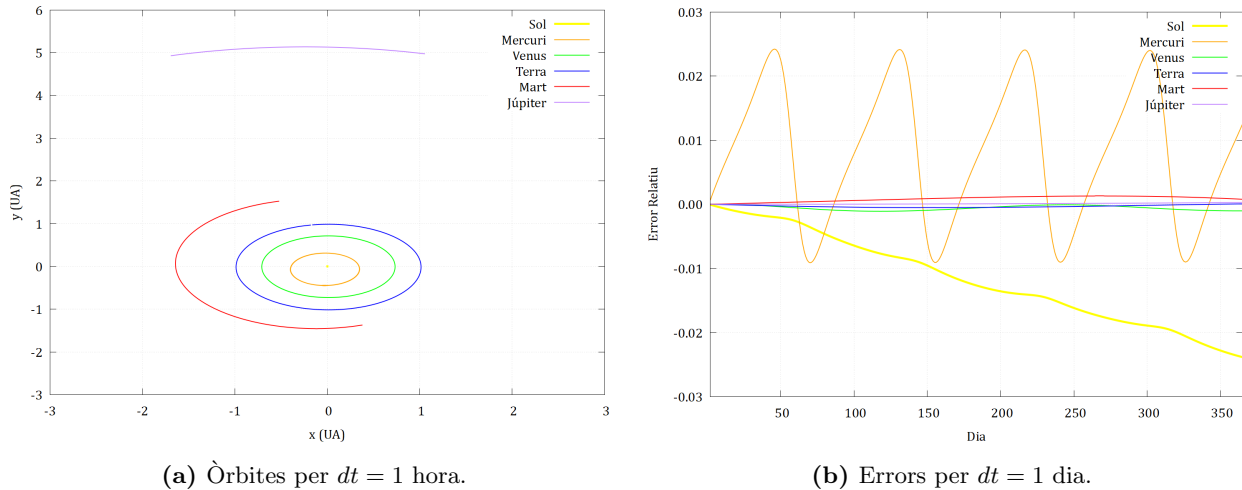 6
5
4
3
2
1
0
-1
-2
-3
-3
-2
-1
0
1
2
3
y (UA)
x (UA)
Sol
Mercuri
Venus
Terra
Mart
Júpiter
(a) Òrbites per dt = 1 hora.
0.03
0.02
0.01
0.00
-0.01
-0.02
-0.03
50
100
150
200
250
300
350
Error Relatiu
Dia
Sol
Mercuri
Venus
Terra
Mart
Júpiter
(b) Errors per dt = 1 dia.